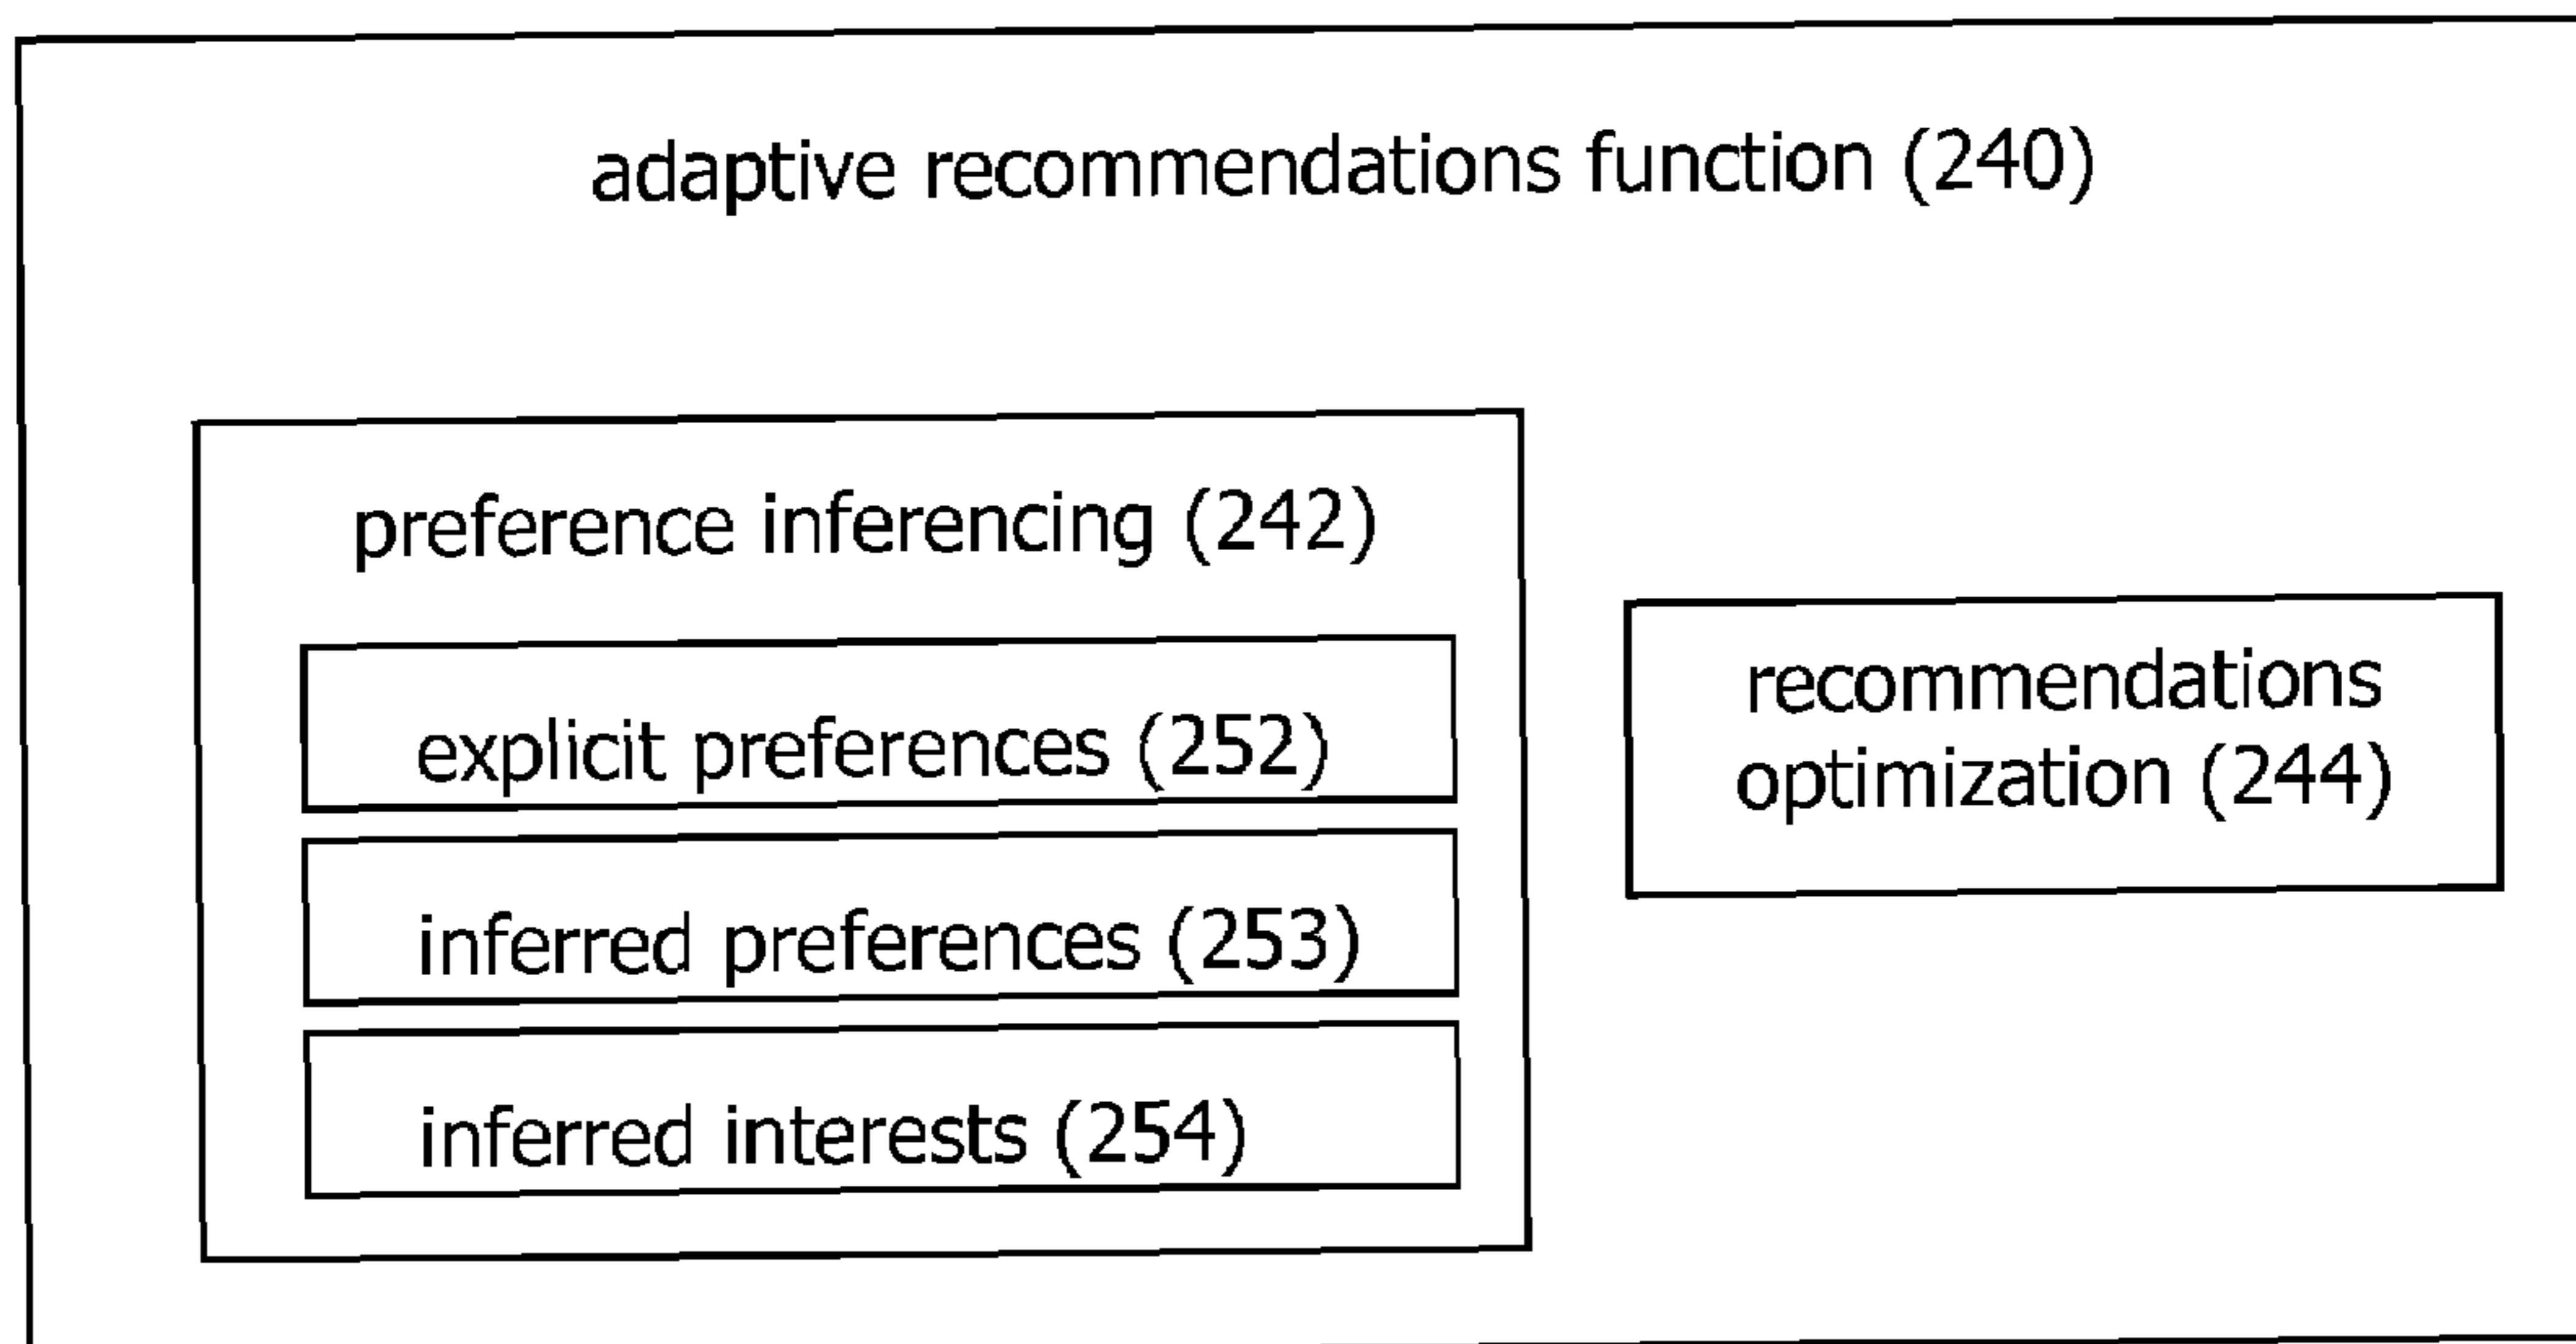 adaptive recommendations function (240)
preference inferencing (242)
explicit preferences (252)
inferred preferences (253)
inferred interests (254)
recommendations
optimization (244)